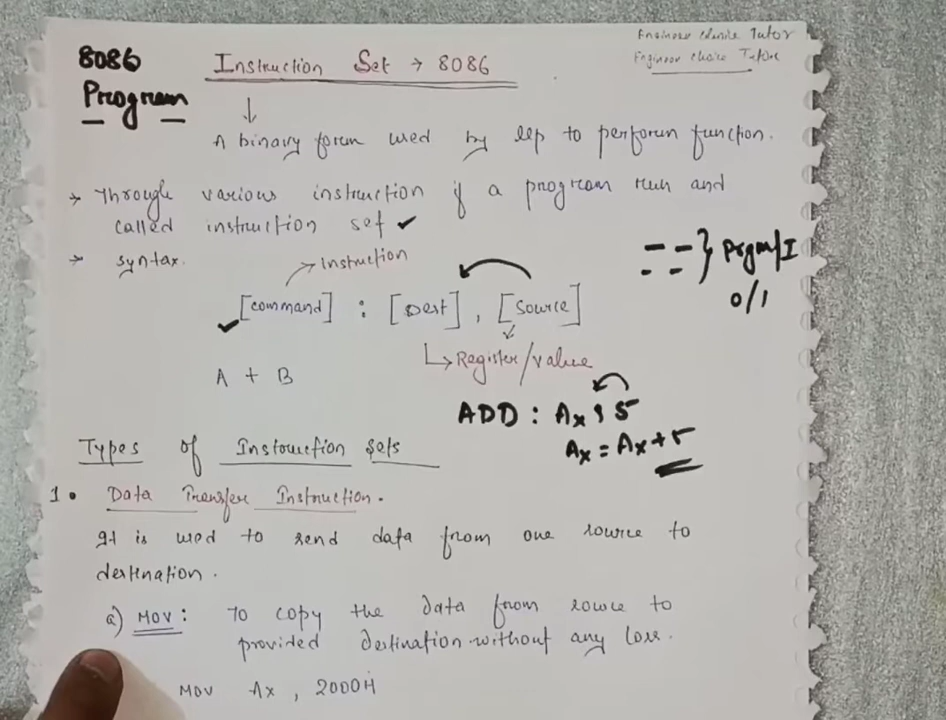 Engineer choice Tutor
Engineer choice Tutor
8086
Program
Instruction Set → 8086
↓
A binary form used by up to perform function.
→ Through various instruction if a program run and
called instruction set ✓
→ syntax.
→ Instruction
-- --} Prgm/I
0/1
[command] : [Dest], [Source]
↳ Register/value
A + B
ADD : Ax, 5
Ax = Ax + 5
Types of Instruction sets
1. Data Transfer Instruction.
It is used to send data from one source to
destination.
a) MOV: To copy the data from source to
provided destination without any loss.
MOV Ax, 2000H